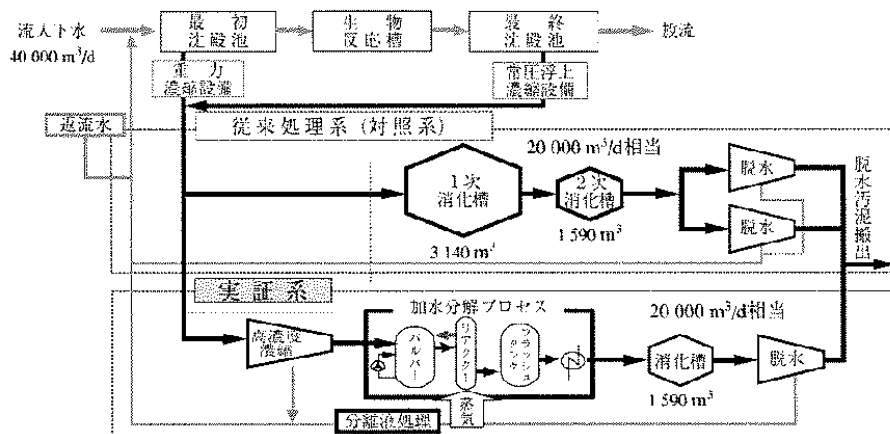 流入下水
40 000 m³/d
最 初
沈殿池
生 物
反応槽
最 終
沈殿池
放流
重 力
濃縮設備
常圧浮上
濃縮設備
返流水
従来処理系 (対照系)
20 000 m³/d相当
1次
消化槽
3 140 m³
2次
消化槽
1 590 m³
脱水
脱水
脱水汚泥搬出
実証系
加水分解プロセス
20 000 m³/d相当
高濃度
濃縮
パルパー
リアクター
フラッシュ
タンク
消化槽
1 590 m³
脱水
蒸気
分離液処理